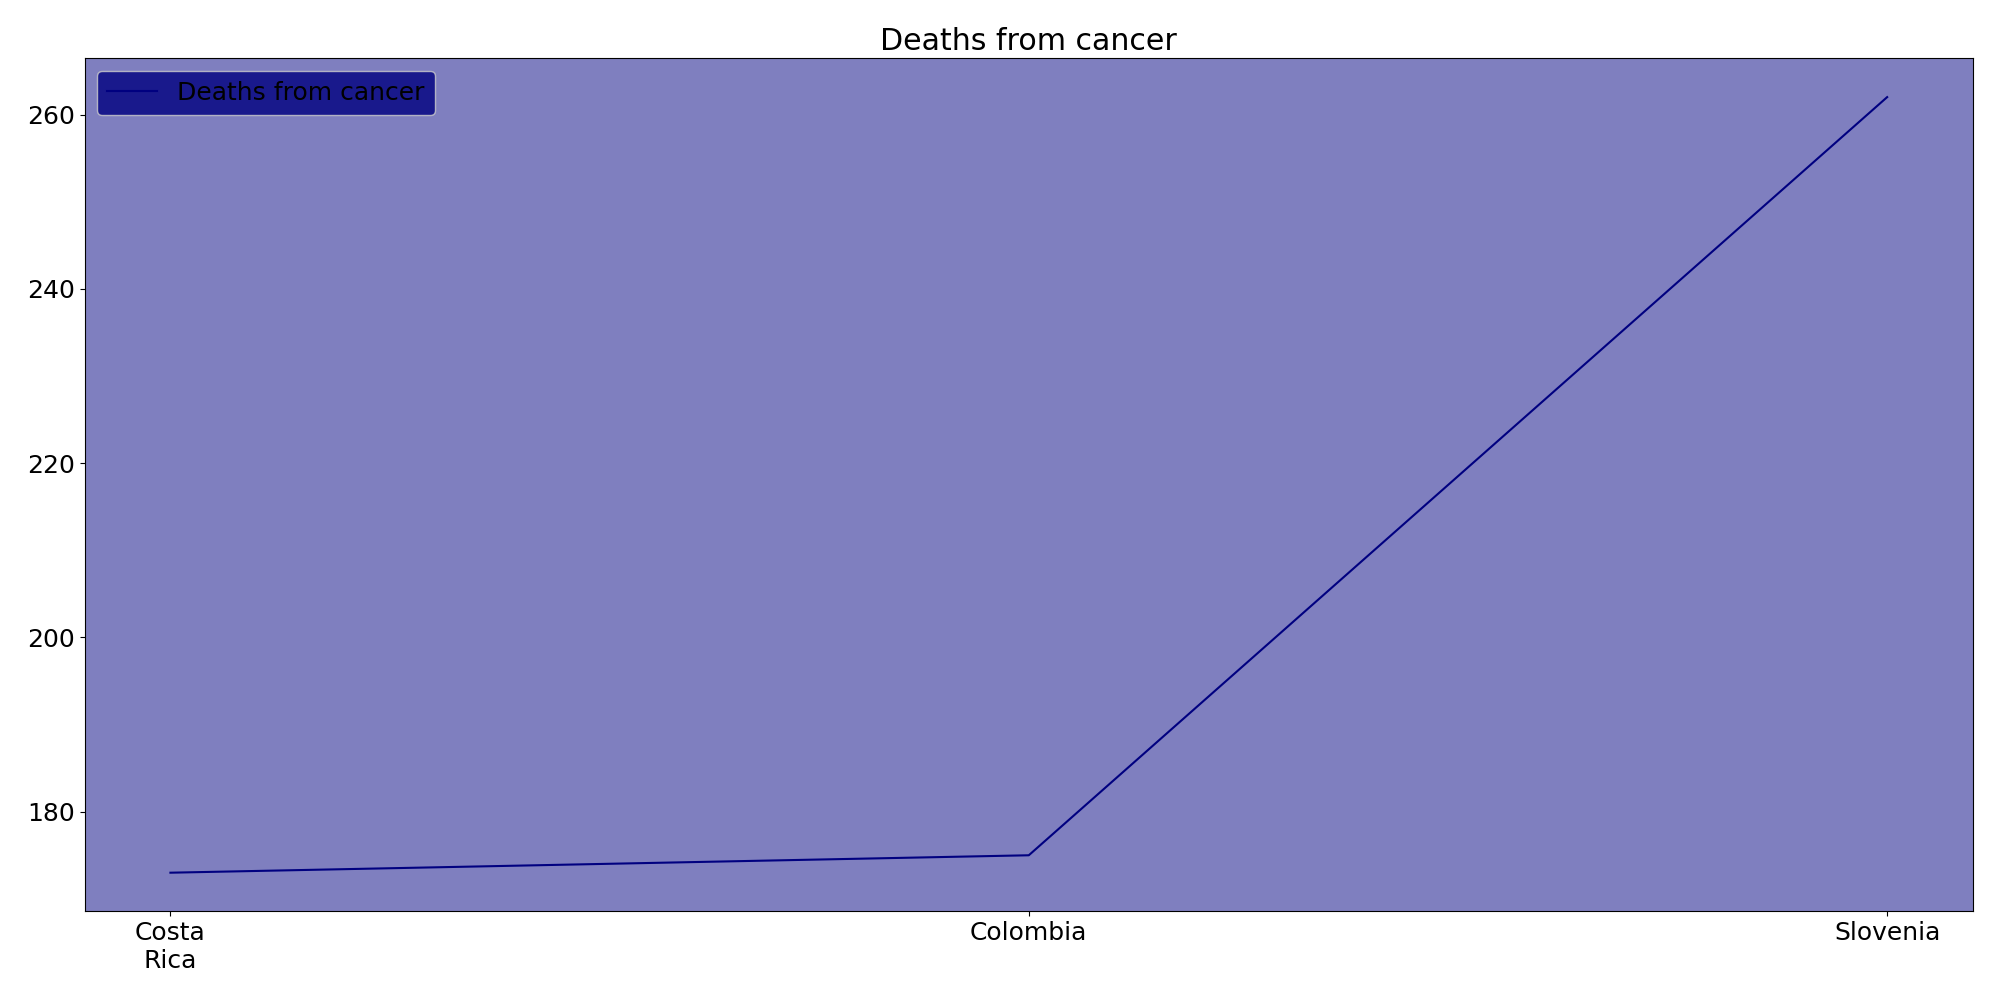 Deaths from cancer
Deaths from cancer
260
240
220
200
180
Costa
Rica
Colombia
Slovenia